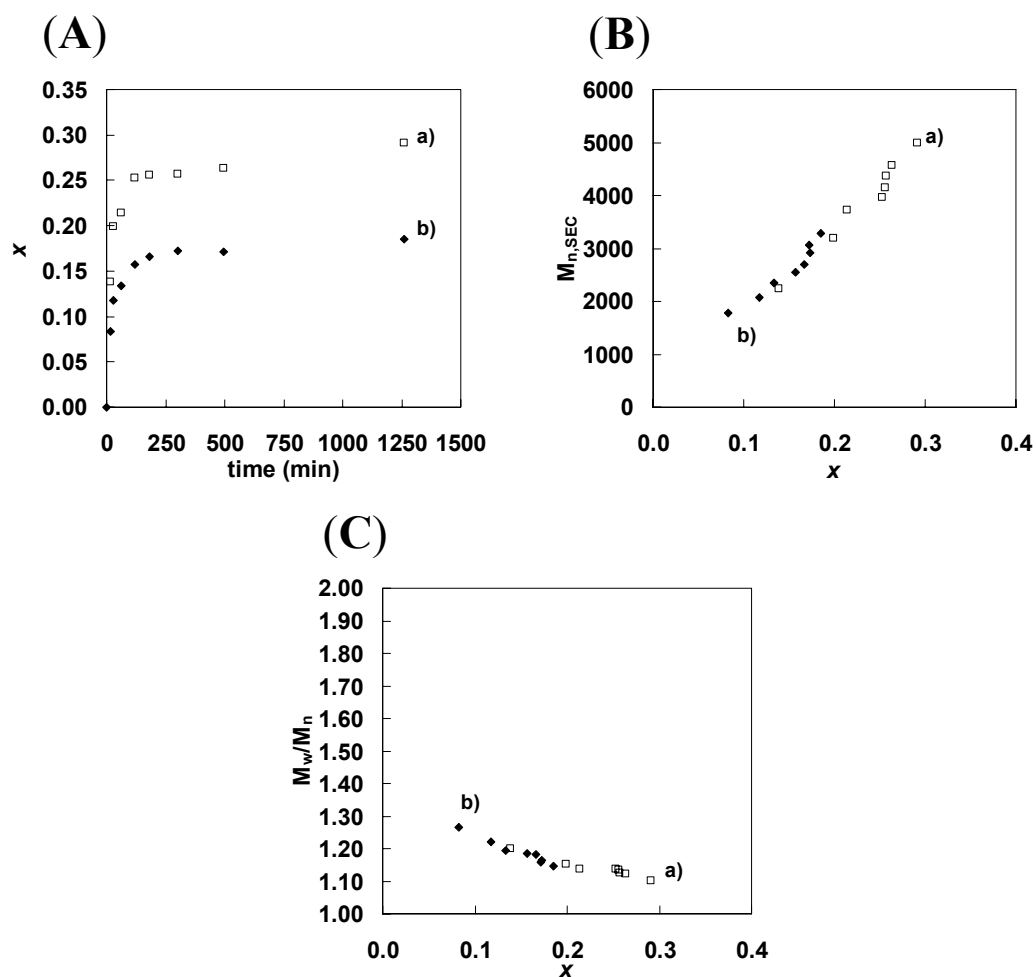 (A)
0.35
0.30
0.25
0.20
0.15
0.10
0.05
0.00
x
a)
b)
0 250 500 750 1000 1250 1500
time (min)
(B)
6000
5000
4000
3000
2000
1000
0
Mn,SEC
a)
b)
0.0 0.1 0.2 0.3 0.4
x
(C)
2.00
1.90
1.80
1.70
1.60
1.50
1.40
1.30
1.20
1.10
1.00
Mw/Mn
b)
a)
0.0 0.1 0.2 0.3 0.4
x